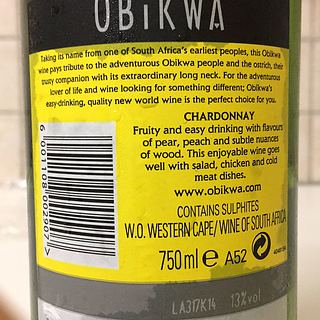 OBiKWA
Taking its name from one of South Africa's earliest peoples, this Obikwa
wine pays tribute to the adventurous Obikwa people and the ostrich, their
trusty companion with its extraordinary long neck. For the adventurous
lover of life and wine looking for something different; Obikwa's
easy-drinking, quality new world wine is the perfect choice for you.
CHARDONNAY
Fruity and easy drinking with flavours
of pear, peach and subtle nuances
of wood. This enjoyable wine goes
well with salad, chicken and cold
meat dishes.
www.obikwa.com
CONTAINS SULPHITES
W.O. WESTERN CAPE/ WINE OF SOUTH AFRICA
750 ml e A52
6 001108 002907 >
LA317K14 13% vol